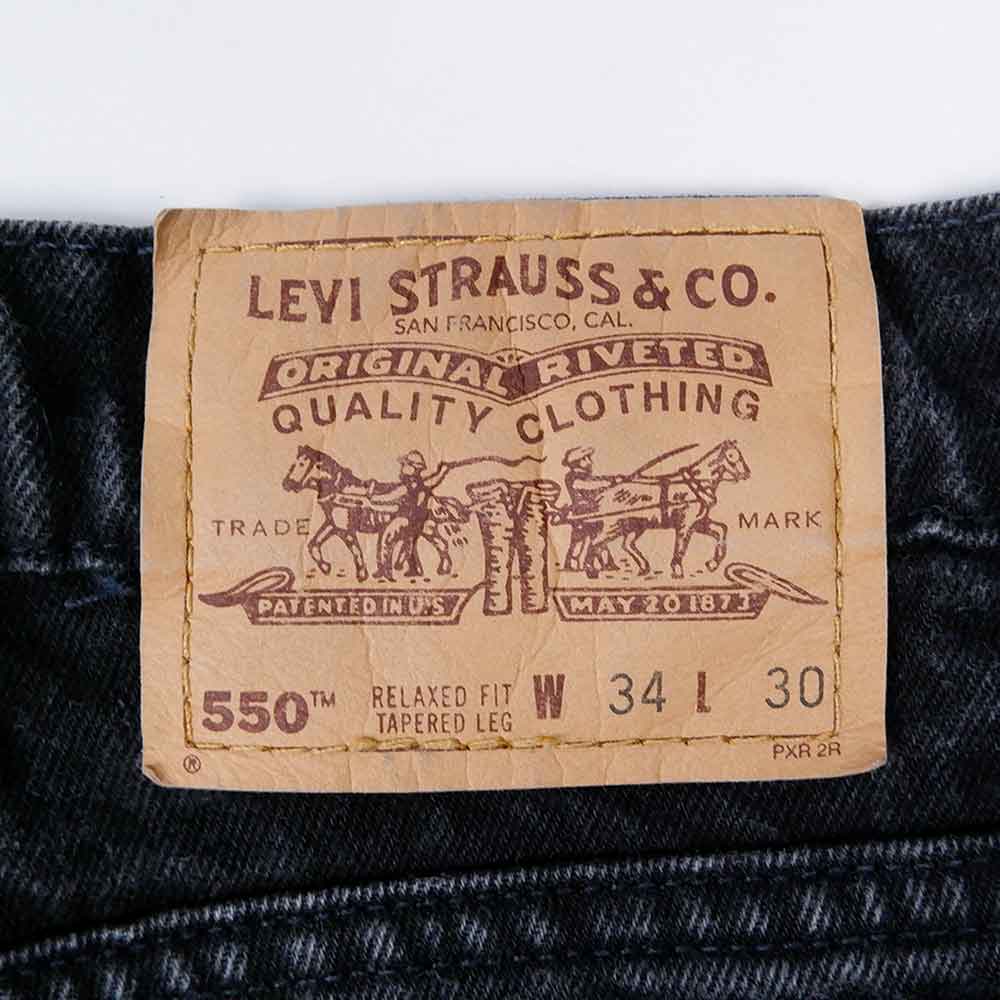 LEVI STRAUSS & CO.
SAN FRANCISCO, CAL.
ORIGINAL RIVETED
QUALITY CLOTHING
TRADE MARK
PATENTED IN U.S MAY 20 1873
550™ RELAXED FIT W 34 L 30
TAPERED LEG
® PXR 2R